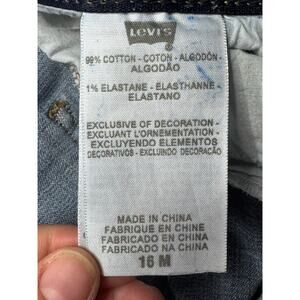 Levi's
99% COTTON - COTON - ALGODÓN -
ALGODÃO
1% ELASTANE - ELASTHANNE -
ELASTANO
EXCLUSIVE OF DECORATION -
EXCLUANT L'ORNEMENTATION -
EXCLUYENDO ELEMENTOS
DECORATIVOS - EXCLUINDO DECORAÇÃO
MADE IN CHINA
FABRIQUE EN CHINE
FABRICADO EN CHINA
FABRICADO NA CHINA
16 M